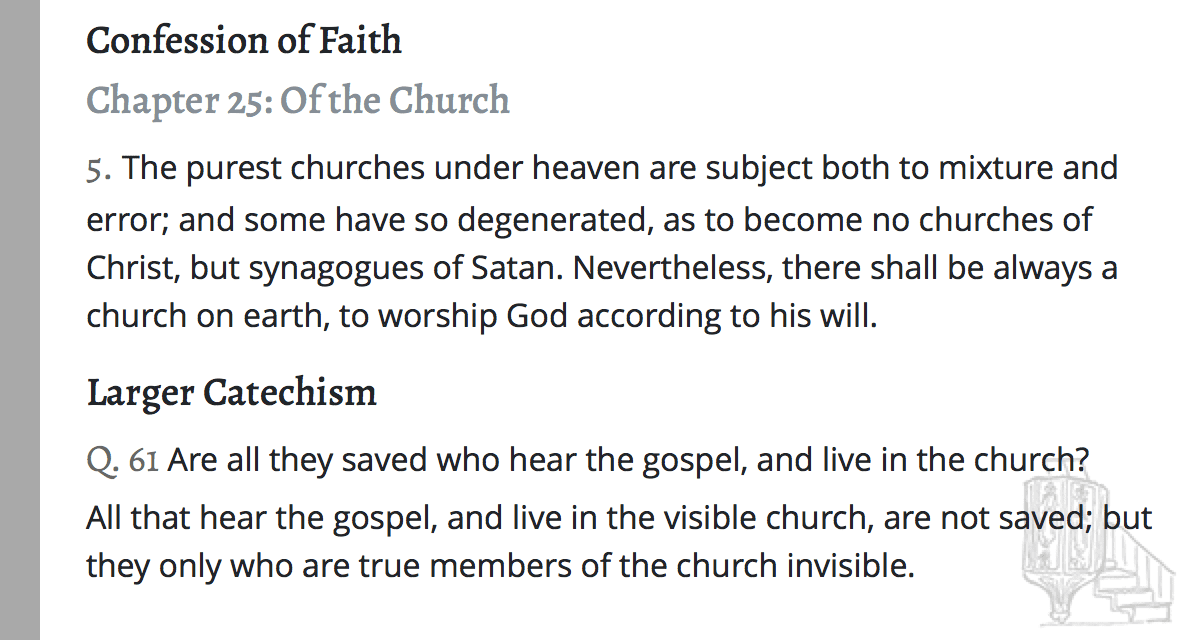 Confession of Faith
Chapter 25: Of the Church
5. The purest churches under heaven are subject both to mixture and
error; and some have so degenerated, as to become no churches of
Christ, but synagogues of Satan. Nevertheless, there shall be always a
church on earth, to worship God according to his will.
Larger Catechism
Q. 61 Are all they saved who hear the gospel, and live in the church?
All that hear the gospel, and live in the visible church, are not saved; but
they only who are true members of the church invisible.